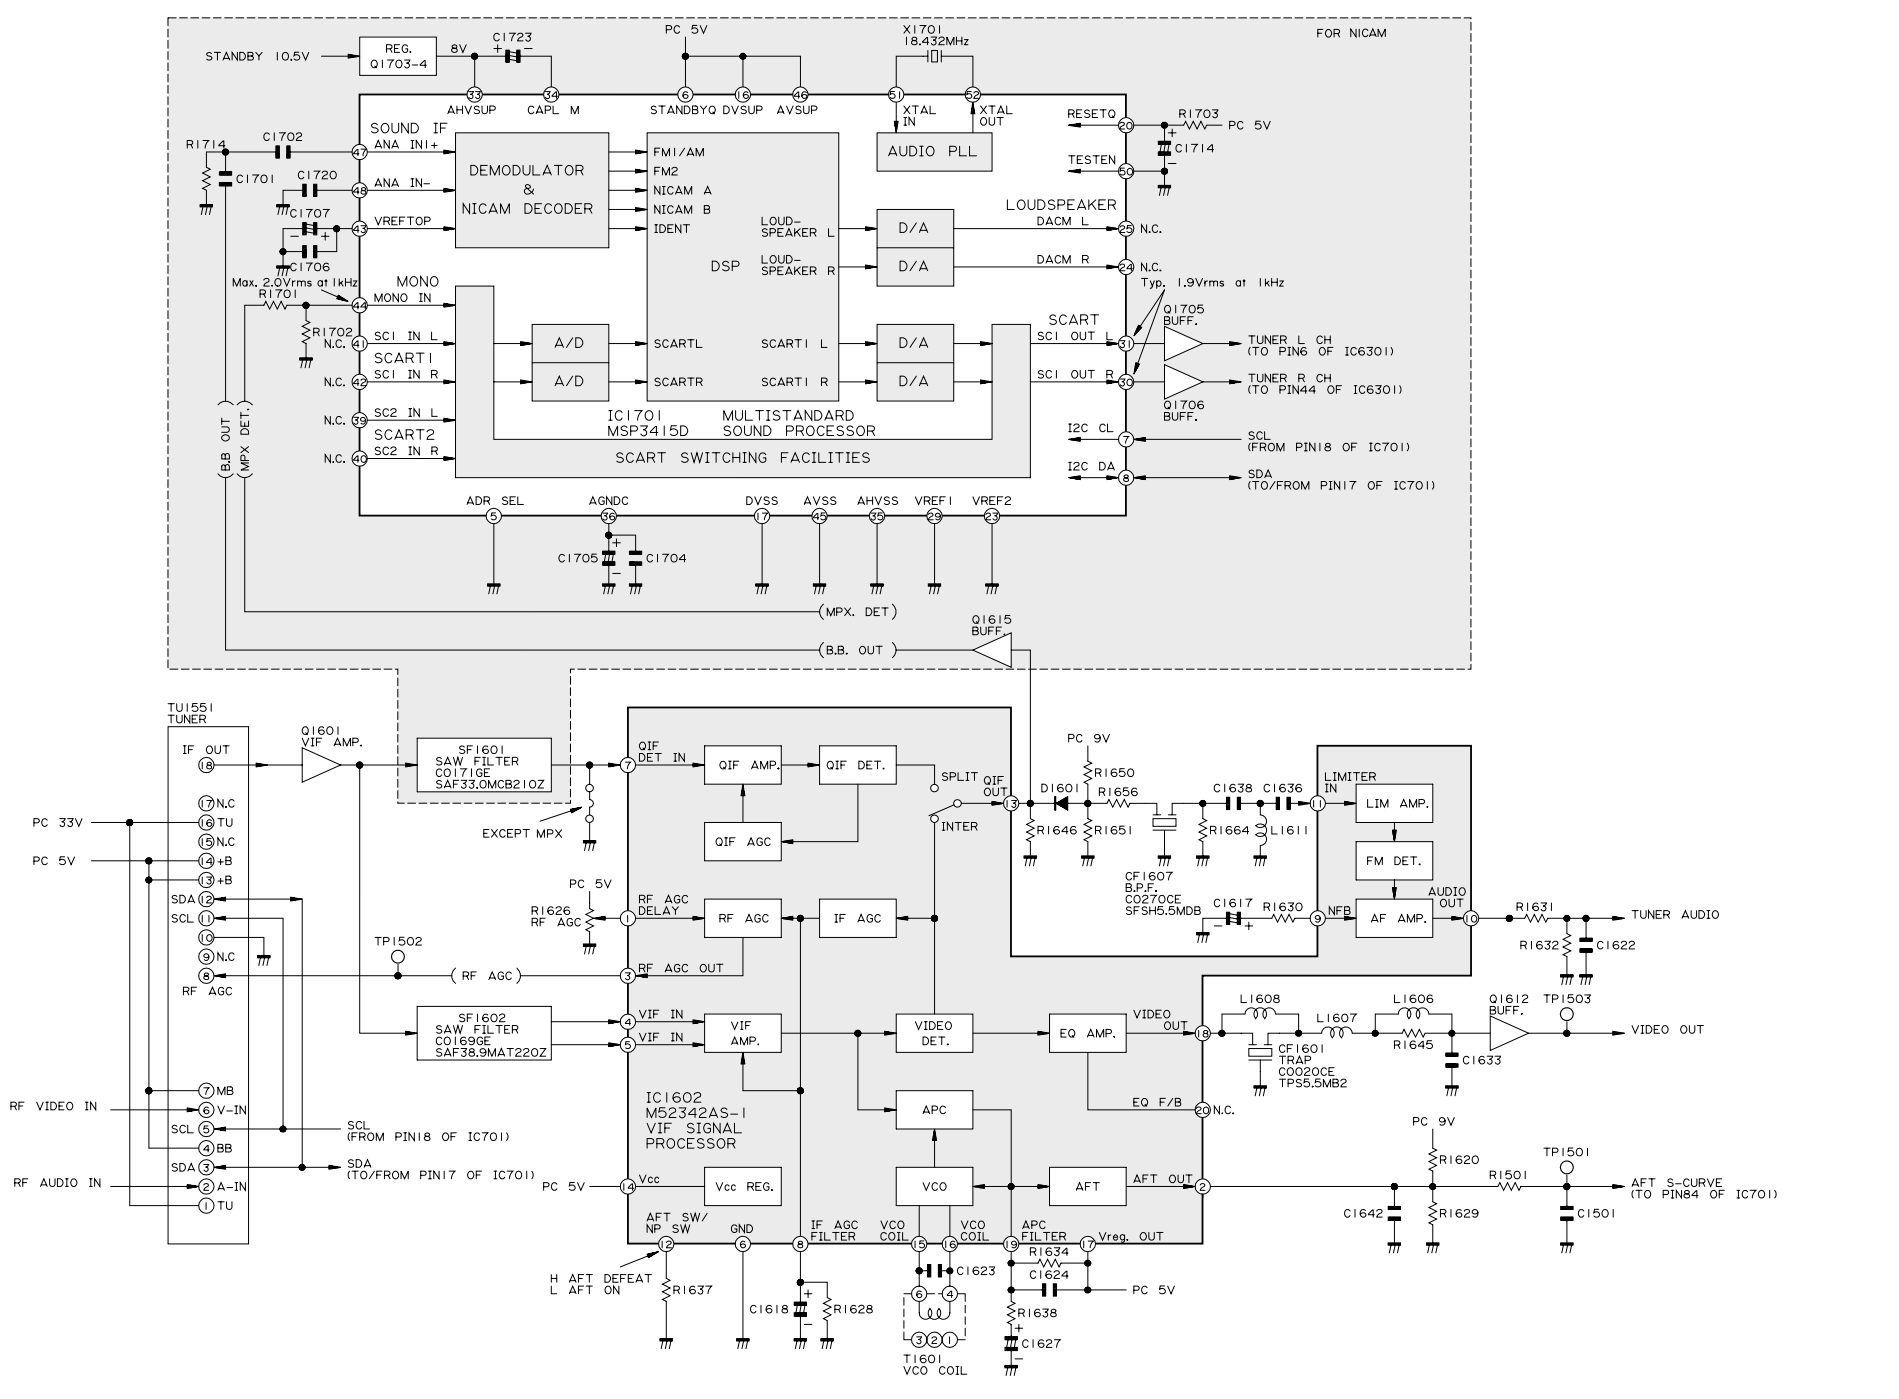 FOR NICAM
STANDBY 10.5V
REG.
Q1703-4
8V
C1723
+
−
PC 5V
X1701
18.432MHz
33
34
6
16
46
51
52
AHVSUP
CAPL M
STANDBYQ
DVSUP
AVSUP
XTAL
IN
XTAL
OUT
AUDIO PLL
RESETQ
20
R1703
PC 5V
+
C1714
−
TESTEN
50
R1714
C1702
C1701
C1720
C1707
−
+
C1706
47
48
43
SOUND IF
ANA IN1+
ANA IN-
VREFTOP
DEMODULATOR
&
NICAM DECODER
FM1/AM
FM2
NICAM A
NICAM B
IDENT
DSP
LOUD-
SPEAKER L
LOUD-
SPEAKER R
D/A
D/A
LOUDSPEAKER
DACM L
25
N.C.
DACM R
24
N.C.
Max. 2.0Vrms at 1kHz
R1701
R1702
44
MONO
MONO IN
N.C.
41
SC1 IN L
SCART1
N.C.
42
SC1 IN R
N.C.
39
SC2 IN L
SCART2
N.C.
40
SC2 IN R
A/D
A/D
SCARTL
SCARTR
SCART1 L
SCART1 R
D/A
D/A
SCART
SC1 OUT L
31
SC1 OUT R
30
Typ. 1.9Vrms at 1kHz
Q1705
BUFF.
TUNER L CH
(TO PIN6 OF IC6301)
TUNER R CH
(TO PIN44 OF IC6301)
Q1706
BUFF.
IC1701
MSP3415D
MULTISTANDARD
SOUND PROCESSOR
SCART SWITCHING FACILITIES
I2C CL
7
SCL
(FROM PIN18 OF IC701)
I2C DA
8
SDA
(TO/FROM PIN17 OF IC701)
(B.B OUT )
(MPX DET.)
ADR SEL
5
AGNDC
36
DVSS
17
AVSS
45
AHVSS
35
VREF1
29
VREF2
23
C1705
+
−
C1704
(MPX. DET)
(B.B. OUT )
Q1615
BUFF.
TU1551
TUNER
IF OUT
18
17
N.C
16
TU
15
N.C
14
+B
13
+B
SDA
12
SCL
11
10
9
N.C
8
RF AGC
7
MB
6
V-IN
SCL
5
4
BB
SDA
3
2
A-IN
1
TU
PC 33V
PC 5V
RF VIDEO IN
RF AUDIO IN
SCL
(FROM PIN18 OF IC701)
SDA
(TO/FROM PIN17 OF IC701)
Q1601
VIF AMP.
SF1601
SAW FILTER
CO171GE
SAF33.0MCB210Z
EXCEPT MPX
PC 5V
R1626
RF AGC
TP1502
( RF AGC )
SF1602
SAW FILTER
CO169GE
SAF38.9MAT220Z
7
QIF
DET IN
QIF AMP.
QIF DET.
QIF AGC
SPLIT
INTER
QIF
OUT
13
1
RF AGC
DELAY
RF AGC
IF AGC
3
RF AGC OUT
4
VIF IN
5
VIF IN
VIF
AMP.
VIDEO
DET.
EQ AMP.
VIDEO
OUT
18
APC
EQ F/B
20
N.C.
IC1602
M52342AS-1
VIF SIGNAL
PROCESSOR
PC 5V
14
Vcc
Vcc REG.
VCO
AFT
AFT OUT
2
AFT SW/
NP SW
12
GND
6
8
IF AGC
FILTER
VCO
COIL
15
16
VCO
COIL
19
APC
FILTER
17
Vreg. OUT
H AFT DEFEAT
L AFT ON
R1637
C1618
+
−
R1628
C1623
6
4
3
2
1
T1601
VCO COIL
R1634
C1624
PC 5V
R1638
+
C1627
−
PC 9V
D1601
R1650
R1646
R1651
R1656
CF1607
B.P.F.
CO270CE
SFSH5.5MDB
R1664
C1638
C1636
L1611
11
LIMITER
IN
LIM AMP.
FM DET.
AF AMP.
C1617
−
+
R1630
9
NFB
AUDIO
OUT
10
R1631
R1632
C1622
TUNER AUDIO
L1608
CF1601
TRAP
COO20CE
TPS5.5MB2
L1607
L1606
R1645
C1633
Q1612
BUFF.
TP1503
VIDEO OUT
PC 9V
R1620
C1642
R1629
R1501
TP1501
C1501
AFT S-CURVE
(TO PIN84 OF IC701)